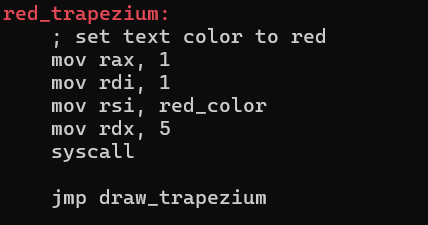 red_trapezium:
    ; set text color to red
    mov rax, 1
    mov rdi, 1
    mov rsi, red_color
    mov rdx, 5
    syscall

    jmp draw_trapezium